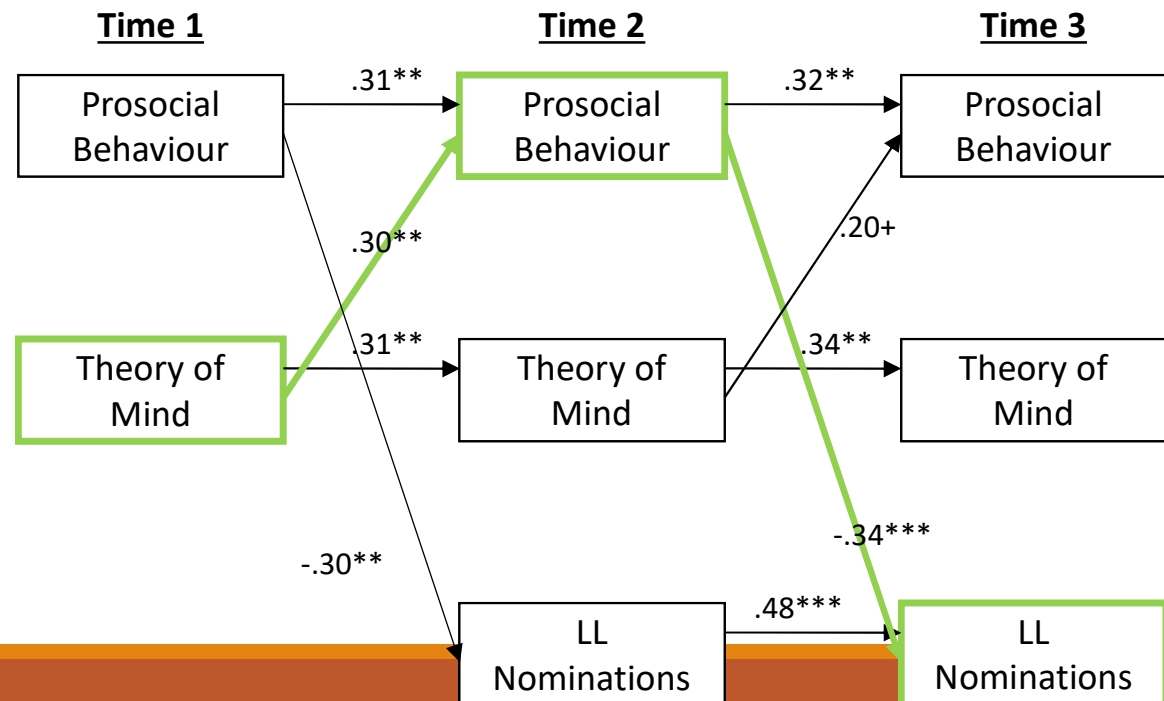 Time 1
Time 2
Time 3
Prosocial
Behaviour
.31**
Prosocial
Behaviour
.32**
Prosocial
Behaviour
.30**
.20+
Theory of
Mind
.31**
Theory of
Mind
.34**
Theory of
Mind
-.30**
-.34***
LL
Nominations
.48***
LL
Nominations